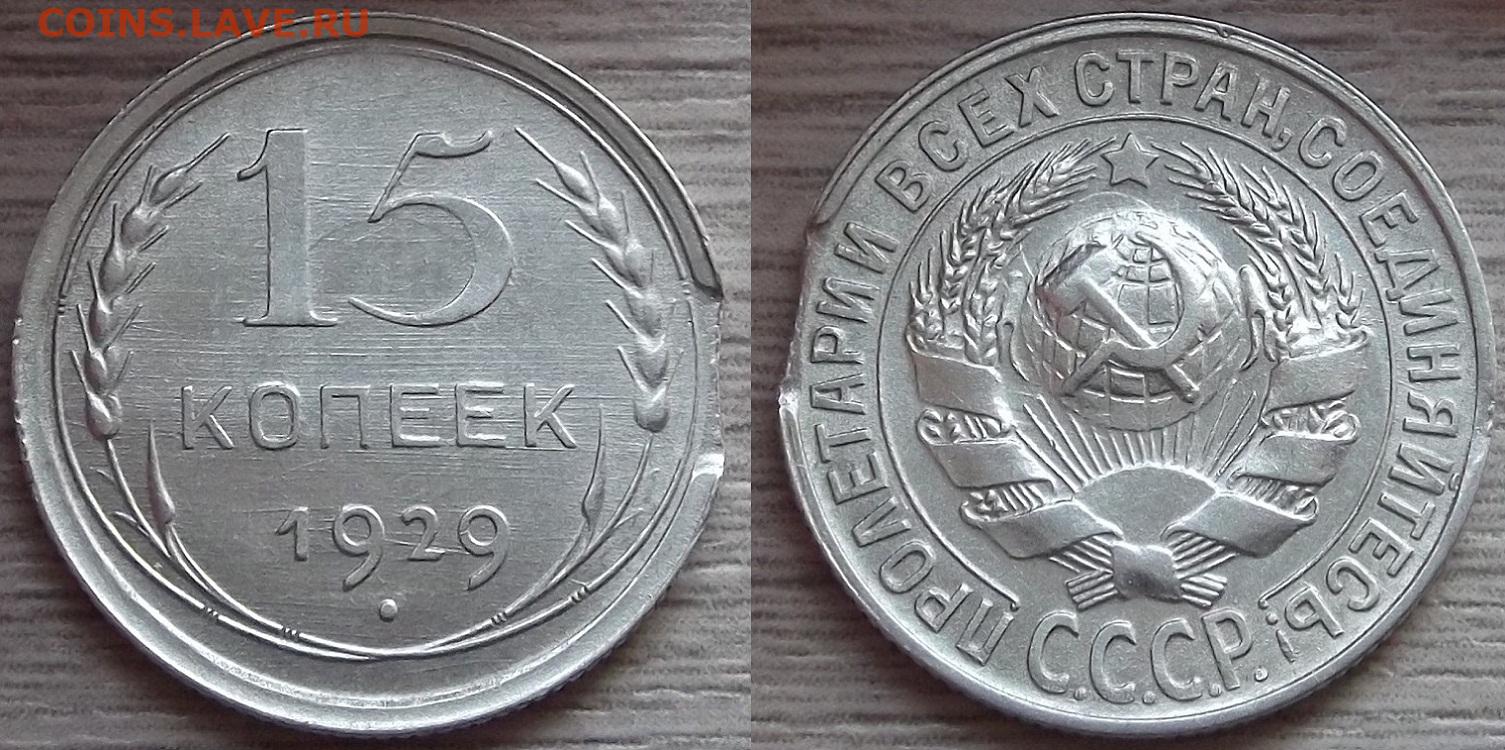 COINS.LAVE.RU
15
КОПЕЕК
1929
ПРОЛЕТАРИИ ВСЕХ СТРАН, СОЕДИНЯЙТЕСЬ!
С.С.С.Р.